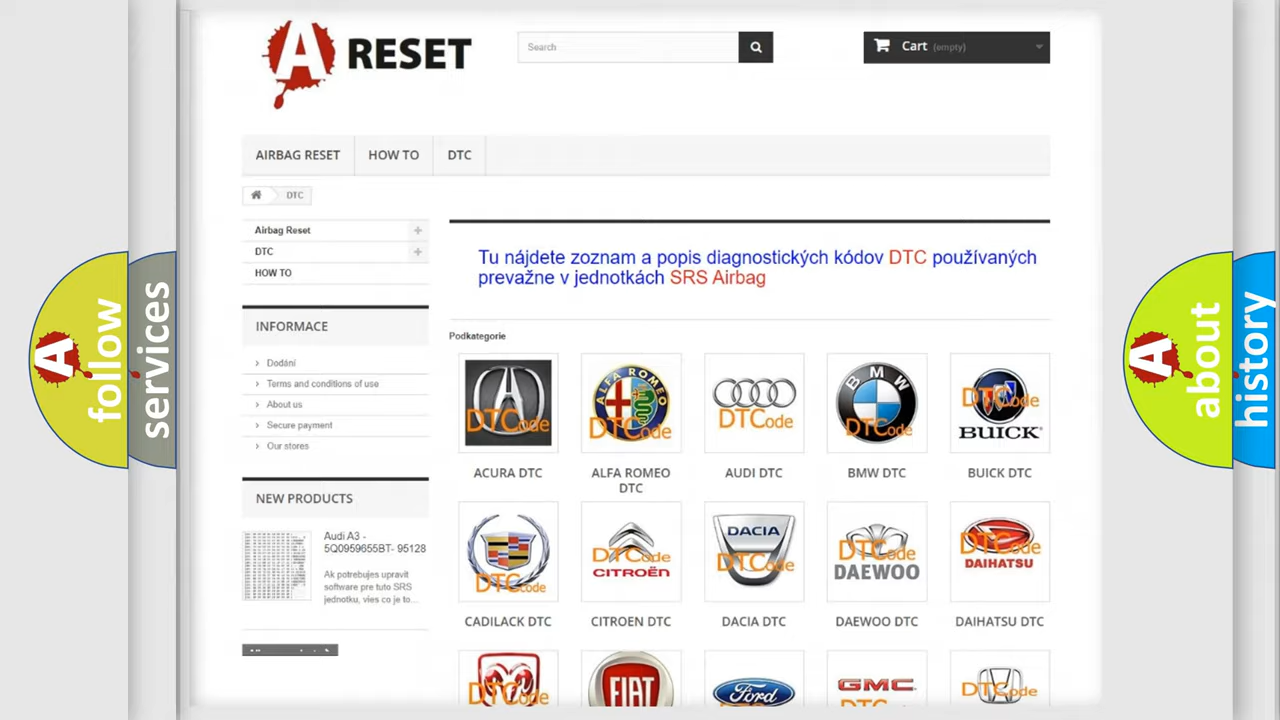 A RESET
Search
Cart (empty)
AIRBAG RESET
HOW TO
DTC
DTC
Airbag Reset
DTC
HOW TO
INFORMACE
Dodání
Terms and conditions of use
About us
Secure payment
Our stores
NEW PRODUCTS
Audi A3 -
5Q0959655BT- 95128
Ak potrebujes upravit
software pre tuto SRS
jednotku, vies co je to...
Tu nájdete zoznam a popis diagnostických kódov DTC používaných
prevažne v jednotkách SRS Airbag
Podkategorie
DTCode
ALFA ROMEO
DTCode
DTCode
BMW
DTCode
DTCode
BUICK
ACURA DTC
ALFA ROMEO
DTC
AUDI DTC
BMW DTC
BUICK DTC
DTCode
DTCode
CITROËN
DACIA
DTCode
DTCode
DAEWOO
DTCode
DAIHATSU
CADILACK DTC
CITROEN DTC
DACIA DTC
DAEWOO DTC
DAIHATSU DTC
DTCode
FIAT
Ford
GMC
DTCode
A follow
services
A about
history